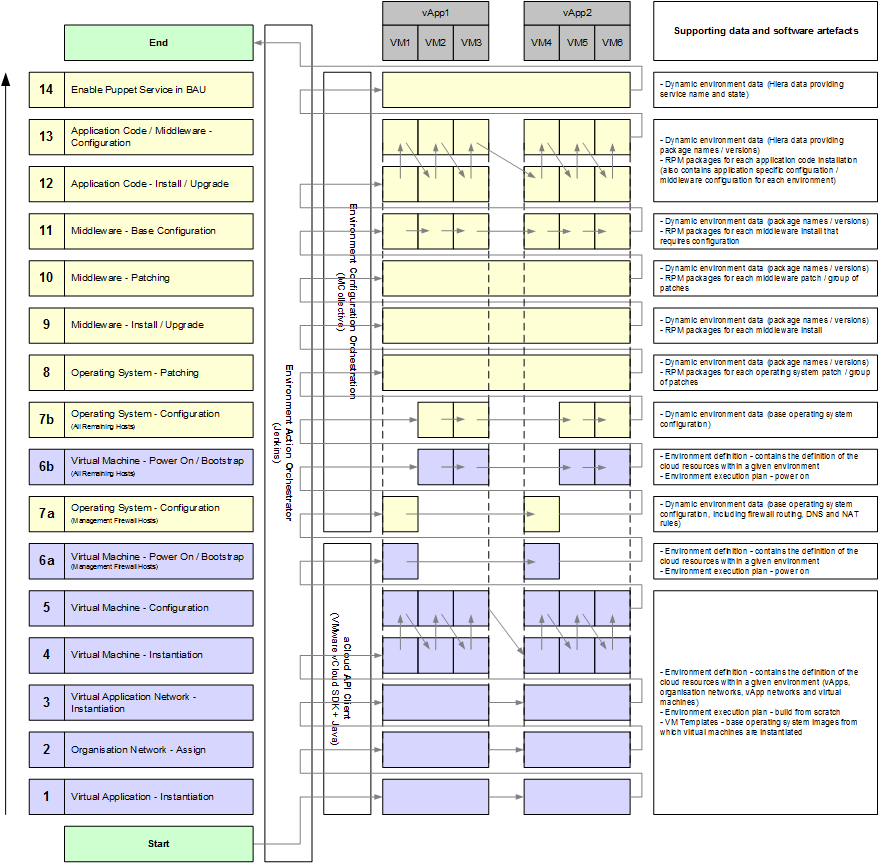 vApp1
vApp2
VM1
VM2
VM3
VM4
VM5
VM6
Supporting data and software artefacts
End
14
Enable Puppet Service in BAU
- Dynamic environment data (Hiera data providing
service name and state)
13
Application Code / Middleware -
Configuration
- Dynamic environment data (Hiera data providing
package names / versions)
- RPM packages for each application code installation
(also contains application specific configuration /
middleware configuration for each environment)
12
Application Code - Install / Upgrade
11
Middleware - Base Configuration
- Dynamic environment data (package names / versions)
- RPM packages for each middleware install that
requires configuration
10
Middleware - Patching
- Dynamic environment data (package names / versions)
- RPM packages for each middleware patch / group of
patches
9
Middleware - Install / Upgrade
- Dynamic environment data (package names / versions)
- RPM packages for each middleware install
8
Operating System - Patching
- Dynamic environment data (package names / versions)
- RPM packages for each operating system patch / group
of patches
7b
Operating System - Configuration
(All Remaining Hosts)
- Dynamic environment data (base operating system
configuration)
6b
Virtual Machine - Power On / Bootstrap
(All Remaining Hosts)
- Environment definition - contains the definition of the
cloud resources within a given environment
- Environment execution plan - power on
7a
Operating System - Configuration
(Management Firewall Hosts)
- Dynamic environment data (base operating system
configuration, including firewall routing, DNS and NAT
rules)
6a
Virtual Machine - Power On / Bootstrap
(Management Firewall Hosts)
- Environment definition - contains the definition of the
cloud resources within a given environment
- Environment execution plan - power on
5
Virtual Machine - Configuration
4
Virtual Machine - Instantiation
3
Virtual Application Network -
Instantiation
2
Organisation Network - Assign
1
Virtual Application - Instantiation
- Environment definition - contains the definition of the
cloud resources within a given environment (vApps,
organisation networks, vApp networks and virtual
machines)
- Environment execution plan - build from scratch
- VM Templates - base operating system images from
which virtual machines are instantiated
Start
Environment Action Orchestrator
(Jenkins)
Environment Configuration Orchestration
(MCollective)
aCloud API Client
(VMware vCloud SDK + Java)